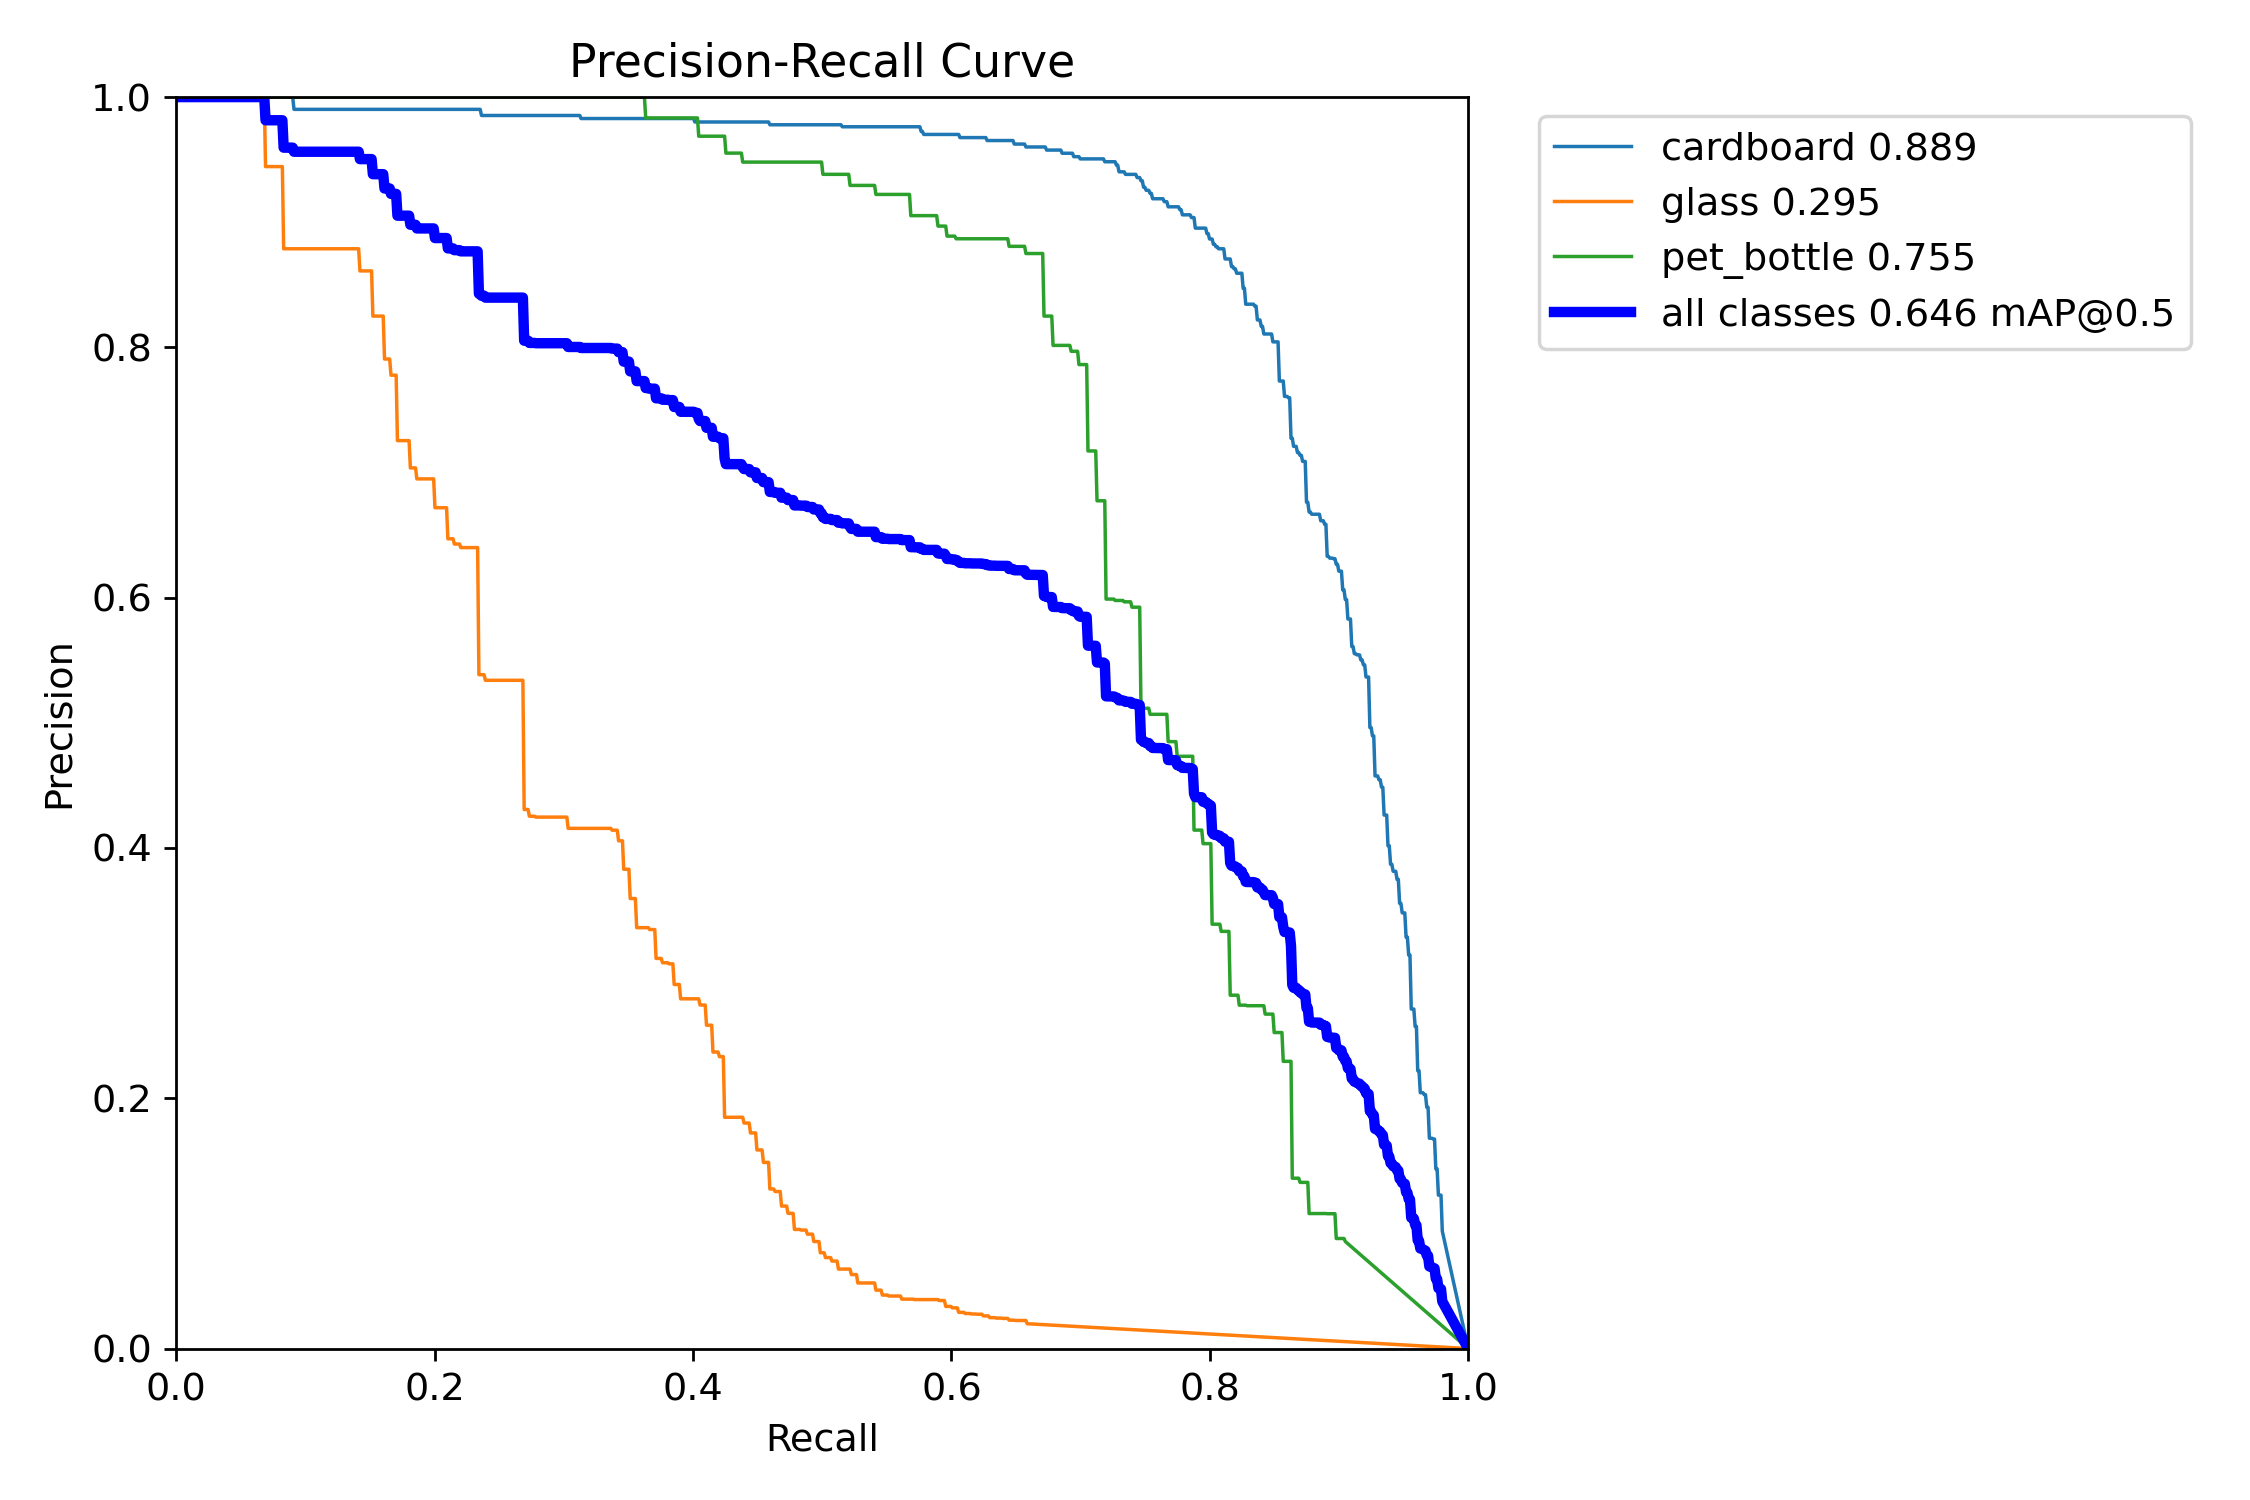 Precision-Recall Curve
1.0
0.8
0.6
0.4
0.2
0.0
Precision
0.0 0.2 0.4 0.6 0.8 1.0
Recall
cardboard 0.889
glass 0.295
pet_bottle 0.755
all classes 0.646 mAP@0.5